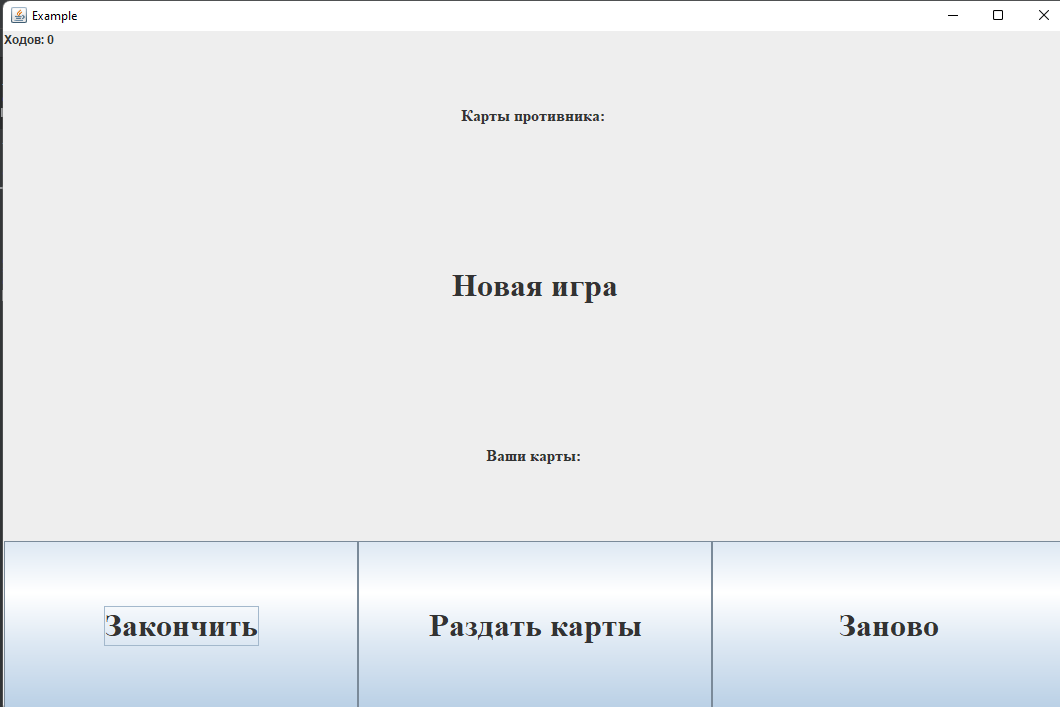 Example
Ходов: 0
Карты противника:
Новая игра
Ваши карты:
Закончить
Раздать карты
Заново